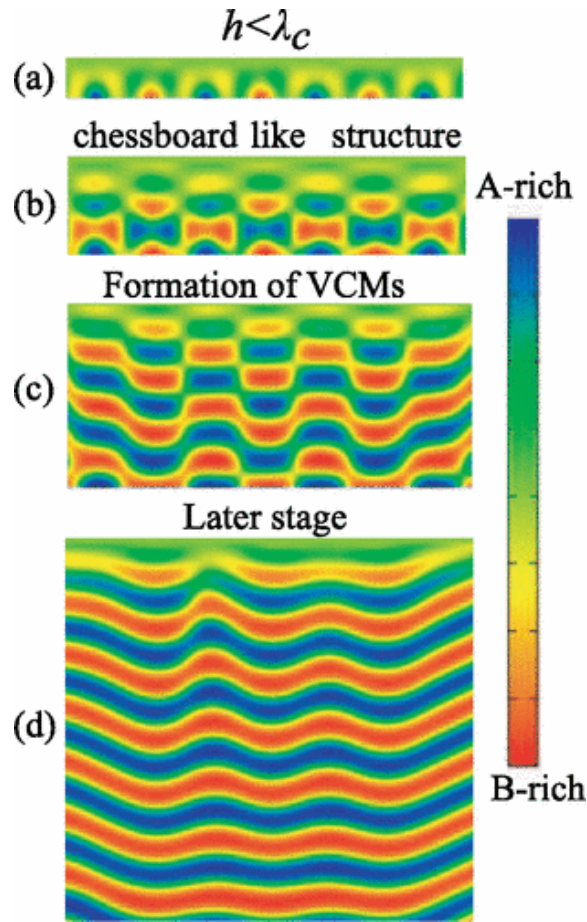 h<λc
(a)
chessboard like structure
(b)
A-rich
Formation of VCMs
(c)
Later stage
(d)
B-rich